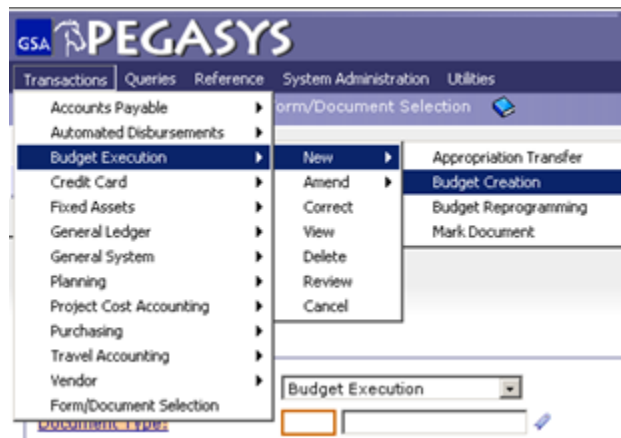 GSA PEGASYS
Transactions Queries Reference System Administration Utilities
orm/Document Selection
Accounts Payable
Automated Disbursements
Budget Execution
Credit Card
Fixed Assets
General Ledger
General System
Planning
Project Cost Accounting
Purchasing
Travel Accounting
Vendor
Form/Document Selection
New
Amend
Correct
View
Delete
Review
Cancel
Appropriation Transfer
Budget Creation
Budget Reprogramming
Mark Document
Budget Execution
Document Type: